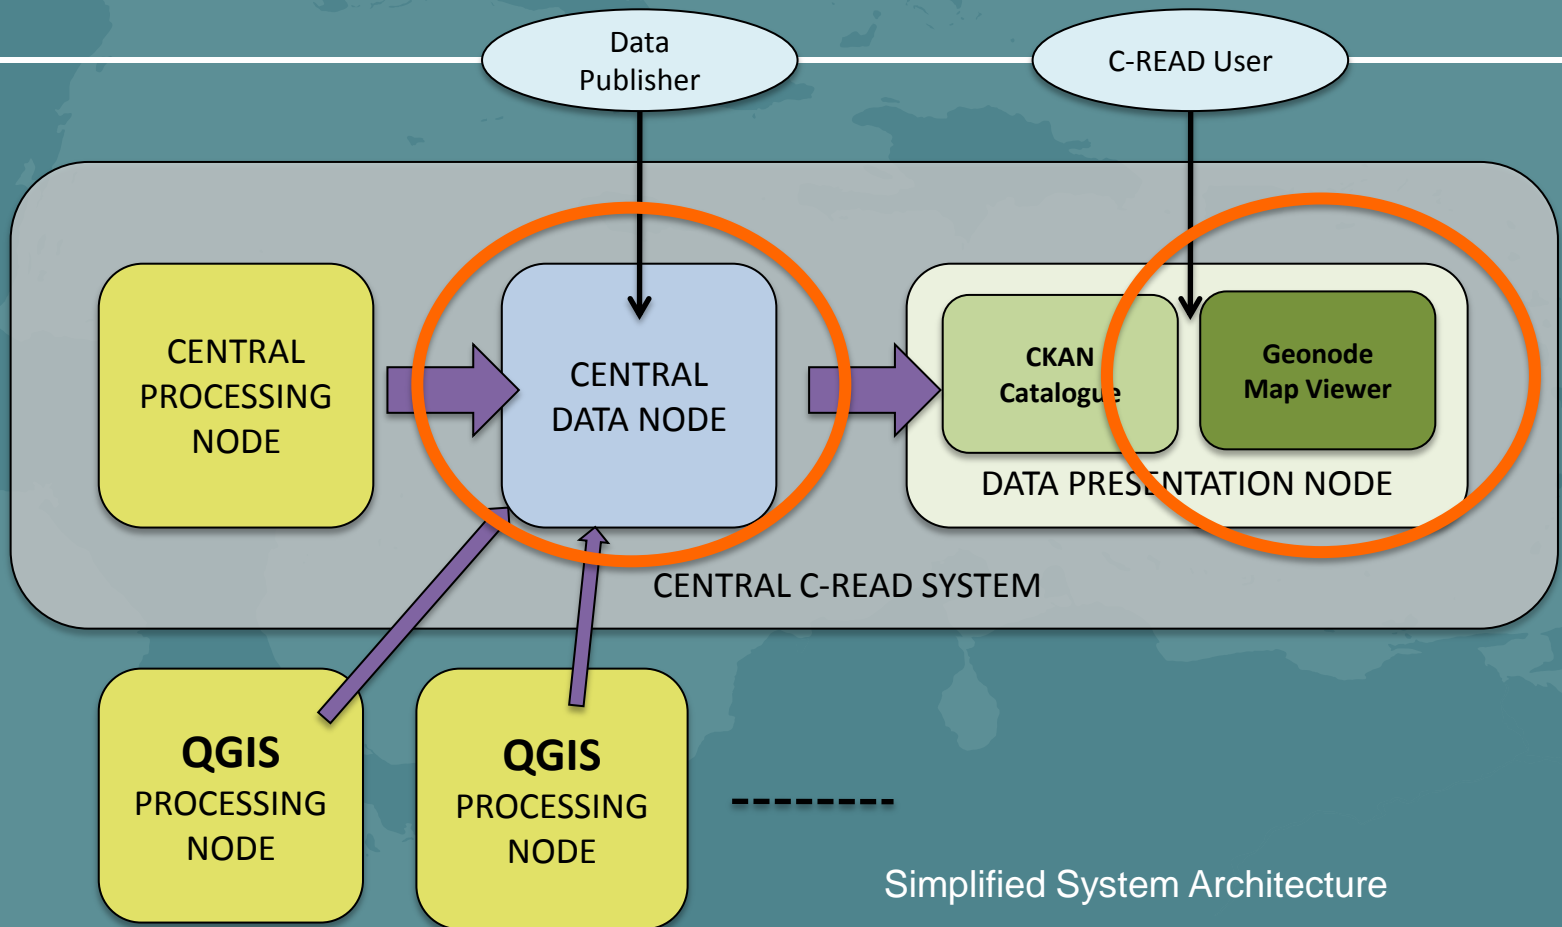 Data
Publisher
C-READ User
CENTRAL
PROCESSING
NODE
CENTRAL
DATA NODE
CKAN
Catalogue
Geonode
Map Viewer
DATA PRESENTATION NODE
CENTRAL C-READ SYSTEM
QGIS
PROCESSING
NODE
QGIS
PROCESSING
NODE
Simplified System Architecture